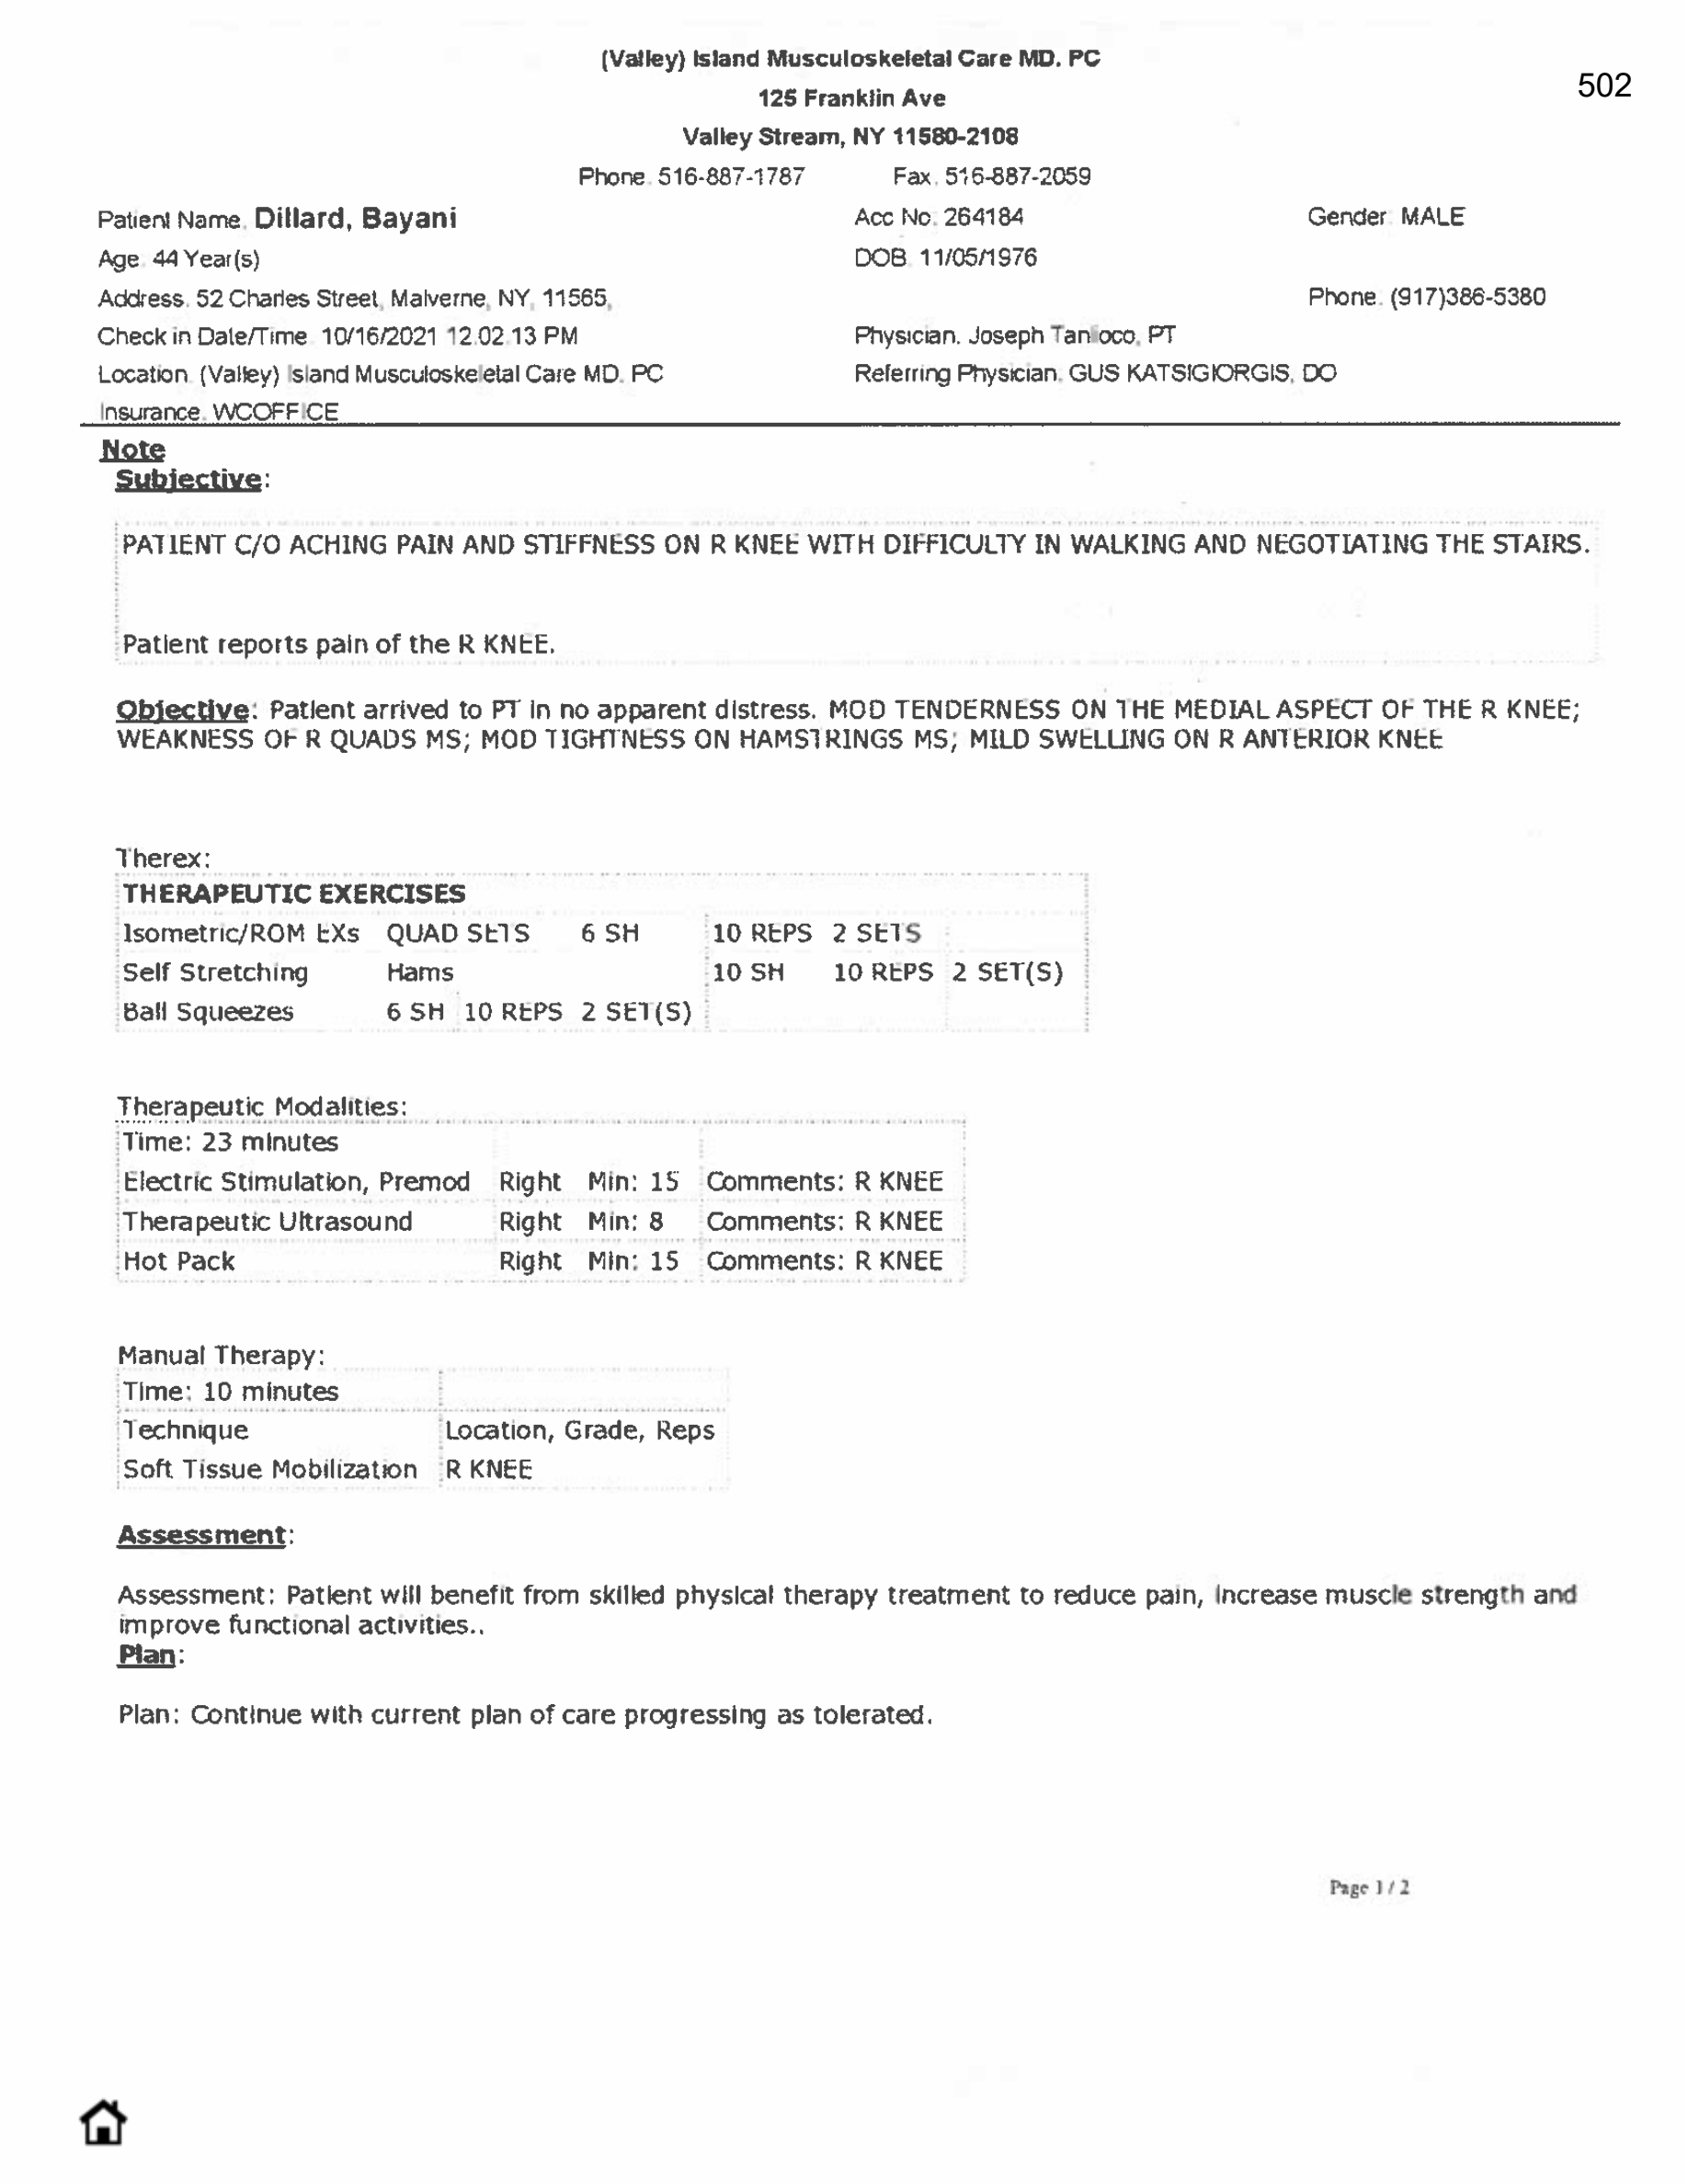 (Valley) Island Musculoskeletal Care MD. PC
502
125 Franklin Ave
Valley Stream, NY 11580-2108
Phone. 516-887-1787 Fax. 516-887-2059
Patient Name. Dillard, Bayani Acc No: 264184 Gender: MALE
Age. 44 Year(s) DOB. 11/05/1976
Address. 52 Charles Street, Malverne, NY, 11565, Phone. (917)386-5380
Check in Date/Time. 10/16/2021 12.02.13 PM Physician. Joseph Tanloco, PT
Location. (Valley) Island Musculoskeletal Care MD. PC Referring Physician. GUS KATSIGIORGIS, DO
Insurance. WCOFFICE
Note
Subjective:
PATIENT C/O ACHING PAIN AND STIFFNESS ON R KNEE WITH DIFFICULTY IN WALKING AND NEGOTIATING THE STAIRS.
Patient reports pain of the R KNEE.
Objective: Patient arrived to PT in no apparent distress. MOD TENDERNESS ON THE MEDIAL ASPECT OF THE R KNEE;
WEAKNESS OF R QUADS MS; MOD TIGHTNESS ON HAMSTRINGS MS; MILD SWELLING ON R ANTERIOR KNEE
Therex:
THERAPEUTIC EXERCISES
Isometric/ROM EXs QUAD SETS 6 SH 10 REPS 2 SETS
Self Stretching Hams 10 SH 10 REPS 2 SET(S)
Ball Squeezes 6 SH 10 REPS 2 SET(S)
Therapeutic Modalities:
Time: 23 minutes
Electric Stimulation, Premod Right Min: 15 Comments: R KNEE
Therapeutic Ultrasound Right Min: 8 Comments: R KNEE
Hot Pack Right Min: 15 Comments: R KNEE
Manual Therapy:
Time: 10 minutes
Technique Location, Grade, Reps
Soft Tissue Mobilization R KNEE
Assessment:
Assessment: Patient will benefit from skilled physical therapy treatment to reduce pain, increase muscle strength and
improve functional activities..
Plan:
Plan: Continue with current plan of care progressing as tolerated.
Page 1 / 2